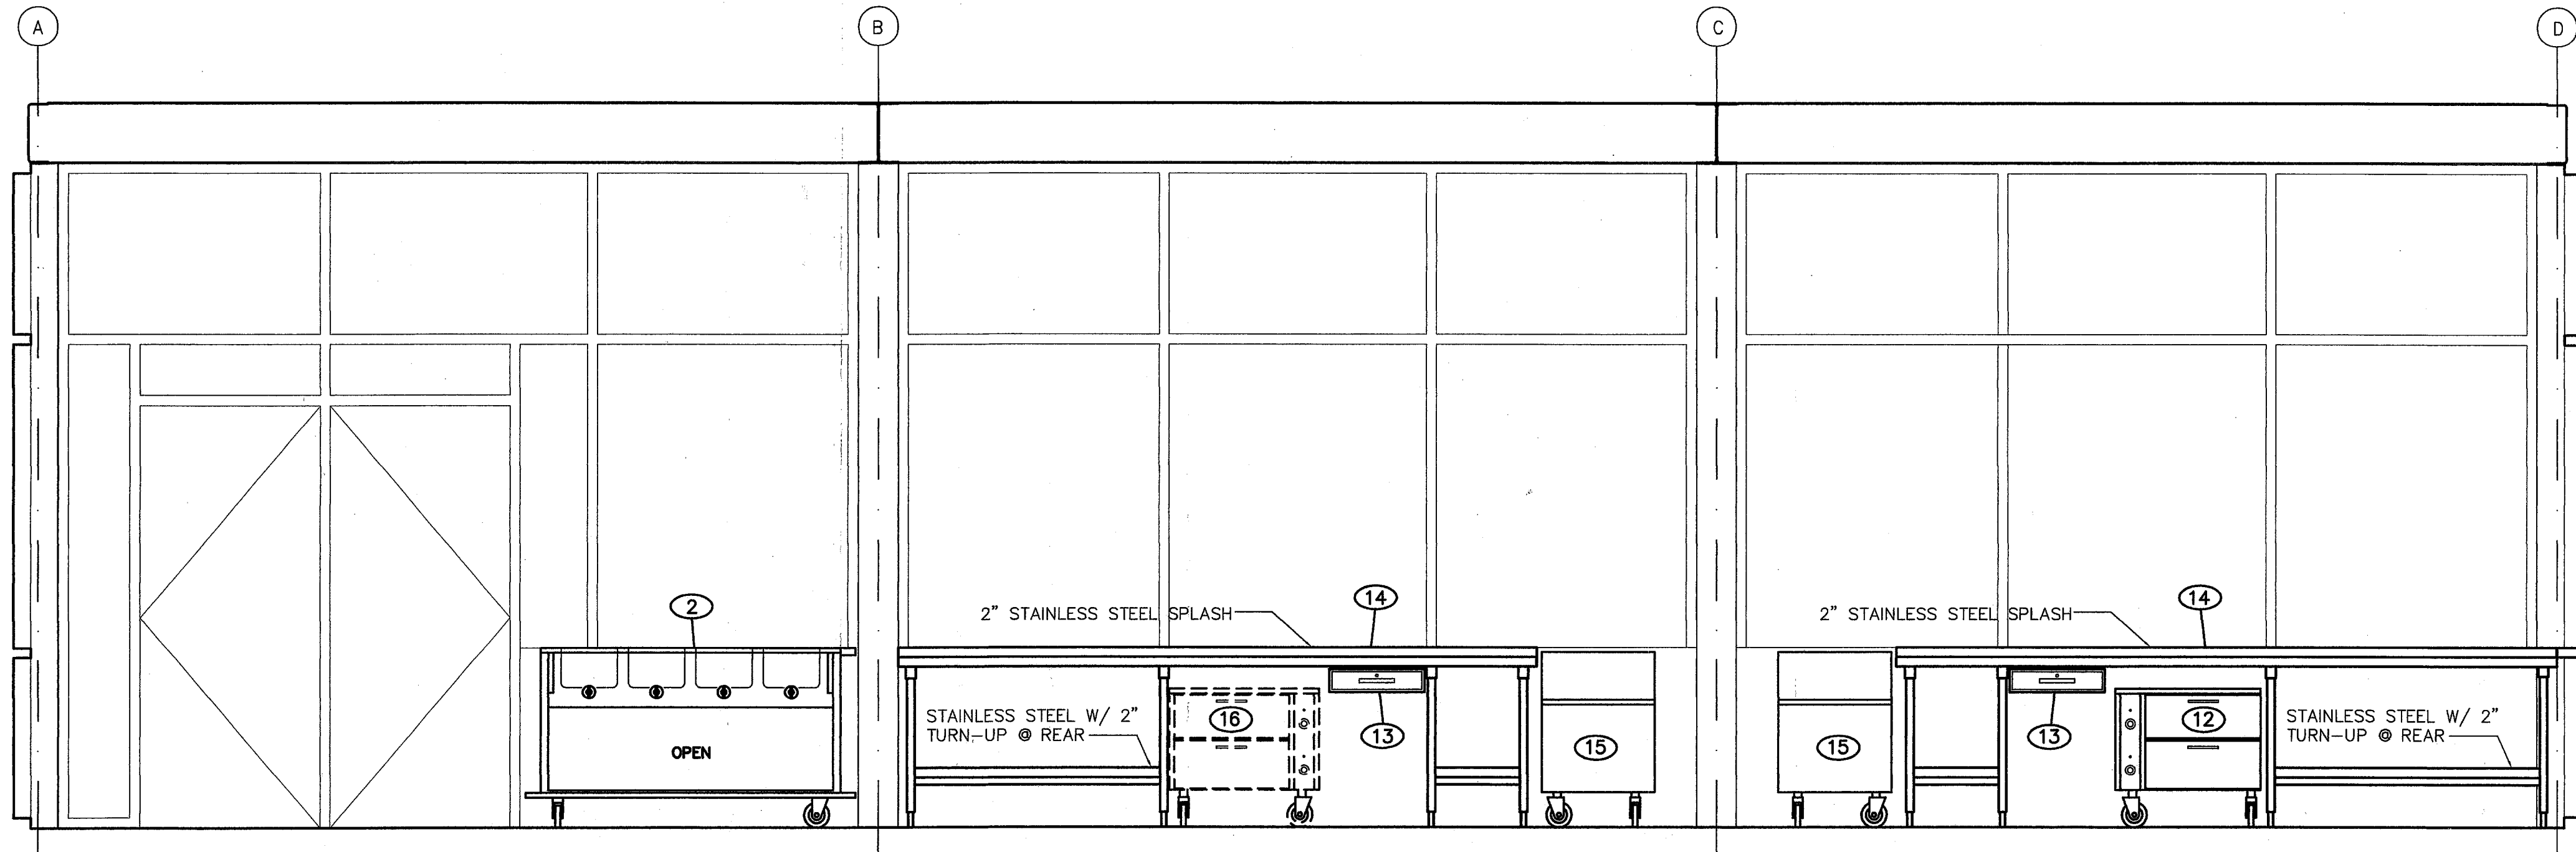 A
B
C
D
2
2" STAINLESS STEEL SPLASH
14
2" STAINLESS STEEL SPLASH
14
STAINLESS STEEL W/ 2"
TURN-UP @ REAR
16
13
15
15
13
12
STAINLESS STEEL W/ 2"
TURN-UP @ REAR
OPEN